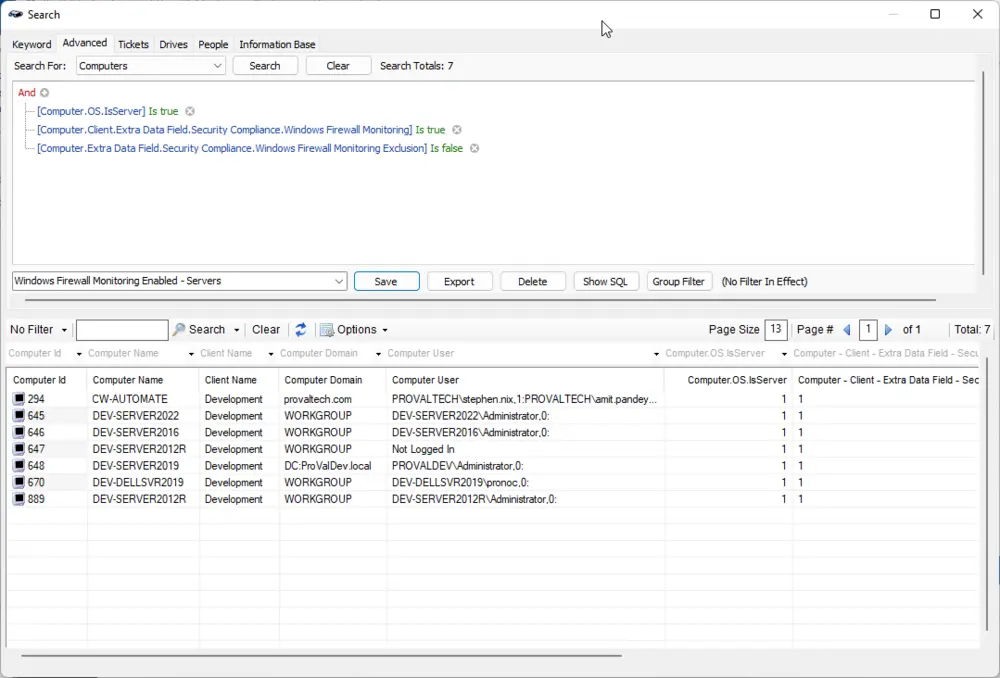 Search
Keyword Advanced Tickets Drives People Information Base
Search For: Computers Search Clear Search Totals: 7
And
[Computer.OS.IsServer] Is true
[Computer.Client.Extra Data Field.Security Compliance.Windows Firewall Monitoring] Is true
[Computer.Extra Data Field.Security Compliance.Windows Firewall Monitoring Exclusion] Is false
Windows Firewall Monitoring Enabled - Servers Save Export Delete Show SQL Group Filter (No Filter In Effect)
No Filter Search Clear Options Page Size 13 Page # 1 of 1 Total: 7
Computer Id Computer Name Client Name Computer Domain Computer User Computer.OS.IsServer Computer - Client - Extra Data Field - Secu
Computer Id Computer Name Client Name Computer Domain Computer User Computer.OS.IsServer Computer - Client - Extra Data Field - Sec
294 CW-AUTOMATE Development provaltech.com PROVALTECH\stephen.nix,1:PROVALTECH\amit.pandey... 1 1
645 DEV-SERVER2022 Development WORKGROUP DEV-SERVER2022\Administrator,0: 1 1
646 DEV-SERVER2016 Development WORKGROUP DEV-SERVER2016\Administrator,0: 1 1
647 DEV-SERVER2012R Development WORKGROUP Not Logged In 1 1
648 DEV-SERVER2019 Development DC:ProValDev.local PROVALDEV\Administrator,0: 1 1
670 DEV-DELLSVR2019 Development WORKGROUP DEV-DELLSVR2019\pronoc,0: 1 1
889 DEV-SERVER2012R Development WORKGROUP DEV-SERVER2012R\Administrator,0: 1 1